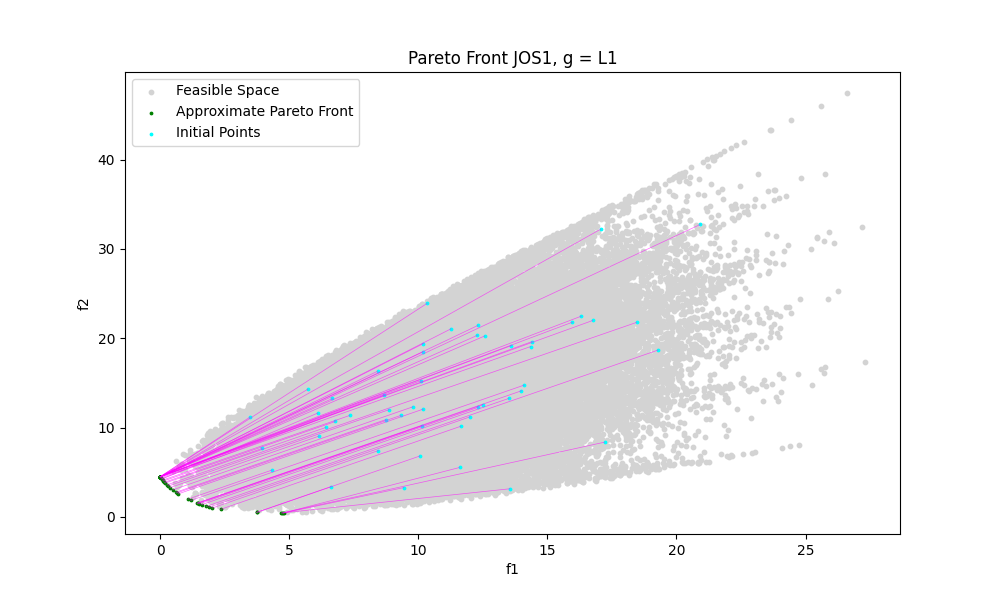 Pareto Front JOS1, g = L1
Feasible Space
Approximate Pareto Front
Initial Points
40
30
20
10
0
f2
0 5 10 15 20 25
f1